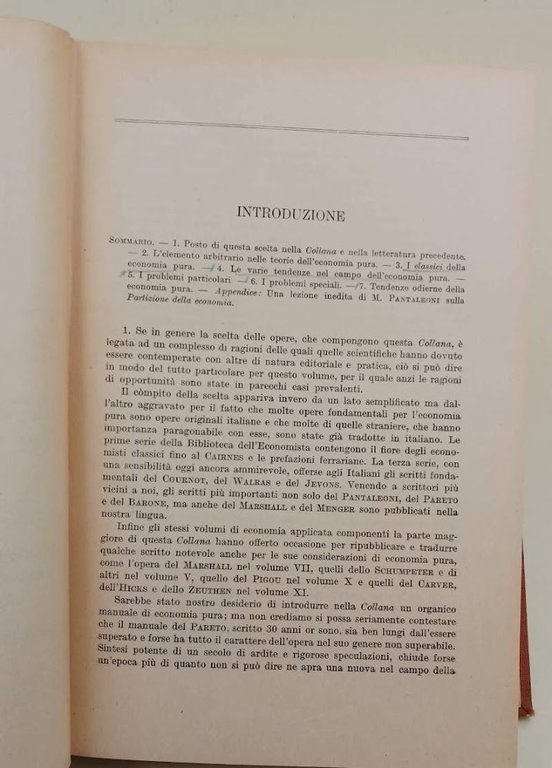 INTRODUZIONE
SOMMARIO. — 1. Posto di questa scelta nella Collana e nella letteratura precedente.
— 2. L'elemento arbitrario nelle teorie dell'economia pura. — 3. I classici della
economia pura. — 4. Le varie tendenze nel campo dell'economia pura. —
5. I problemi particolari — 6. I problemi speciali. — 7. Tendenze odierne della
economia pura. — Appendice: Una lezione inedita di M. PANTALEONI sulla
Partizione della economia.
1. Se in genere la scelta delle opere, che compongono questa Collana, è
legata ad un complesso di ragioni delle quali quelle scientifiche hanno dovuto
essere contemperate con altre di natura editoriale e pratica, ciò si può dire
in modo del tutto particolare per questo volume, per il quale anzi le ragioni
di opportunità sono state in parecchi casi prevalenti.
Il còmpito della scelta appariva invero da un lato semplificato ma dal-
l'altro aggravato per il fatto che molte opere fondamentali per l'economia
pura sono opere originali italiane e che molte di quelle straniere, che hanno
importanza paragonabile con esse, sono state già tradotte in italiano. Le
prime serie della Biblioteca dell'Economista contengono il fiore degli econo-
misti classici fino al CAIRNES e le prefazioni ferrariane. La terza serie, con
una sensibilità oggi ancora ammirevole, offerse agli Italiani gli scritti fonda-
mentali del COURNOT, del WALRAS e del JEVONS. Venendo a scrittori più
vicini a noi, gli scritti più importanti non solo del PANTALEONI, del PARETO
e del BARONE, ma anche del MARSHALL e del MENGER sono pubblicati nella
nostra lingua.
Infine gli stessi volumi di economia applicata componenti la parte mag-
giore di questa Collana hanno offerto occasione per ripubblicare e tradurre
qualche scritto notevole anche per le sue considerazioni di economia pura,
come l'opera del MARSHALL nel volume VII, quelli dello SCHUMPETER e di
altri nel volume V, quello del PIGOU nel volume X e quelli del CARVER,
dell'HICKS e dello ZEUTHEN nel volume XI.
Sarebbe stato nostro desiderio di introdurre nella Collana un organico
manuale di economia pura; ma non crediamo si possa seriamente contestare
che il manuale del PARETO, scritto 30 anni or sono, sia ben lungi dall'essere
superato e forse ha tutto il carattere dell'opera nel suo genere non superabile.
Sintesi potente di un secolo di ardite e rigorose speculazioni, chiude forse
un'epoca più di quanto non si può dire ne apra una nuova nel campo della